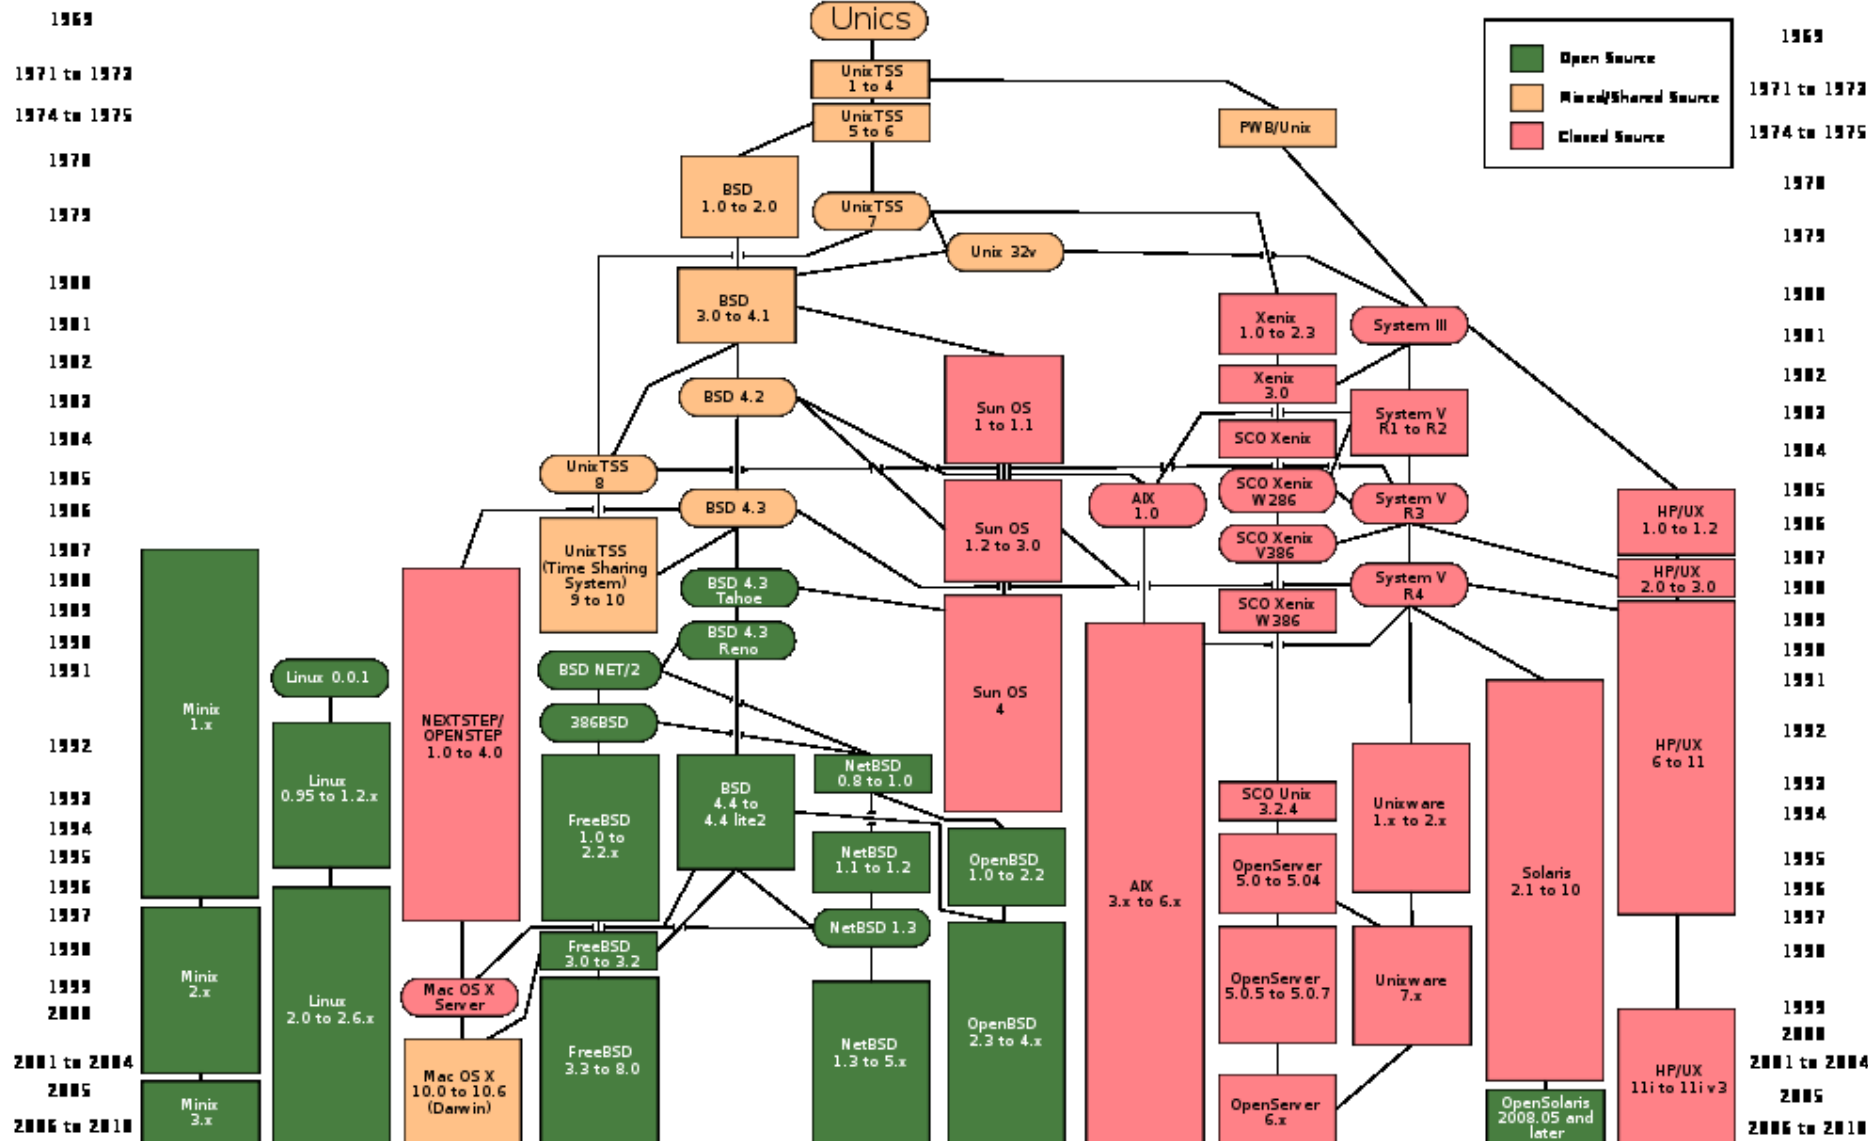 1969
1971 to 1973
1974 to 1975
1978
1979
1980
1981
1982
1983
1984
1985
1986
1987
1988
1989
1990
1991
1992
1993
1994
1995
1996
1997
1998
1999
2000
2001 to 2004
2005
2006 to 2010
Unics
UnixTSS
1 to 4
UnixTSS
5 to 6
PWB/Unix
BSD
1.0 to 2.0
UnixTSS
7
Unix 32v
BSD
3.0 to 4.1
Xenix
1.0 to 2.3
System III
Xenix
3.0
BSD 4.2
Sun OS
1 to 1.1
System V
R1 to R2
SCO Xenix
UnixTSS
8
SCO Xenix
W286
AIX
1.0
System V
R3
BSD 4.3
HP/UX
1.0 to 1.2
Sun OS
1.2 to 3.0
SCO Xenix
V386
UnixTSS
(Time Sharing
System)
9 to 10
BSD 4.3
Tahoe
System V
R4
HP/UX
2.0 to 3.0
SCO Xenix
W386
BSD 4.3
Reno
BSD NET/2
Linux 0.0.1
Minix
1.x
NEXTSTEP/
OPENSTEP
1.0 to 4.0
386BSD
Sun OS
4
HP/UX
6 to 11
Linux
0.95 to 1.2.x
FreeBSD
1.0 to
2.2.x
BSD
4.4 to
4.4 lite2
NetBSD
0.8 to 1.0
SCO Unix
3.2.4
Unixware
1.x to 2.x
NetBSD
1.1 to 1.2
OpenBSD
1.0 to 2.2
AIX
3.x to 6.x
OpenServer
5.0 to 5.04
Solaris
2.1 to 10
NetBSD 1.3
FreeBSD
3.0 to 3.2
Minix
2.x
Linux
2.0 to 2.6.x
Mac OS X
Server
OpenServer
5.0.5 to 5.0.7
Unixware
7.x
FreeBSD
3.3 to 8.0
NetBSD
1.3 to 5.x
OpenBSD
2.3 to 4.x
Mac OS X
10.0 to 10.6
(Darwin)
HP/UX
11i to 11i v3
Minix
3.x
OpenServer
6.x
OpenSolaris
2008.05 and
later
Open Source
Mixed/Shared Source
Closed Source
1969
1971 to 1973
1974 to 1975
1978
1979
1980
1981
1982
1983
1984
1985
1986
1987
1988
1989
1990
1991
1992
1993
1994
1995
1996
1997
1998
1999
2000
2001 to 2004
2005
2006 to 2010